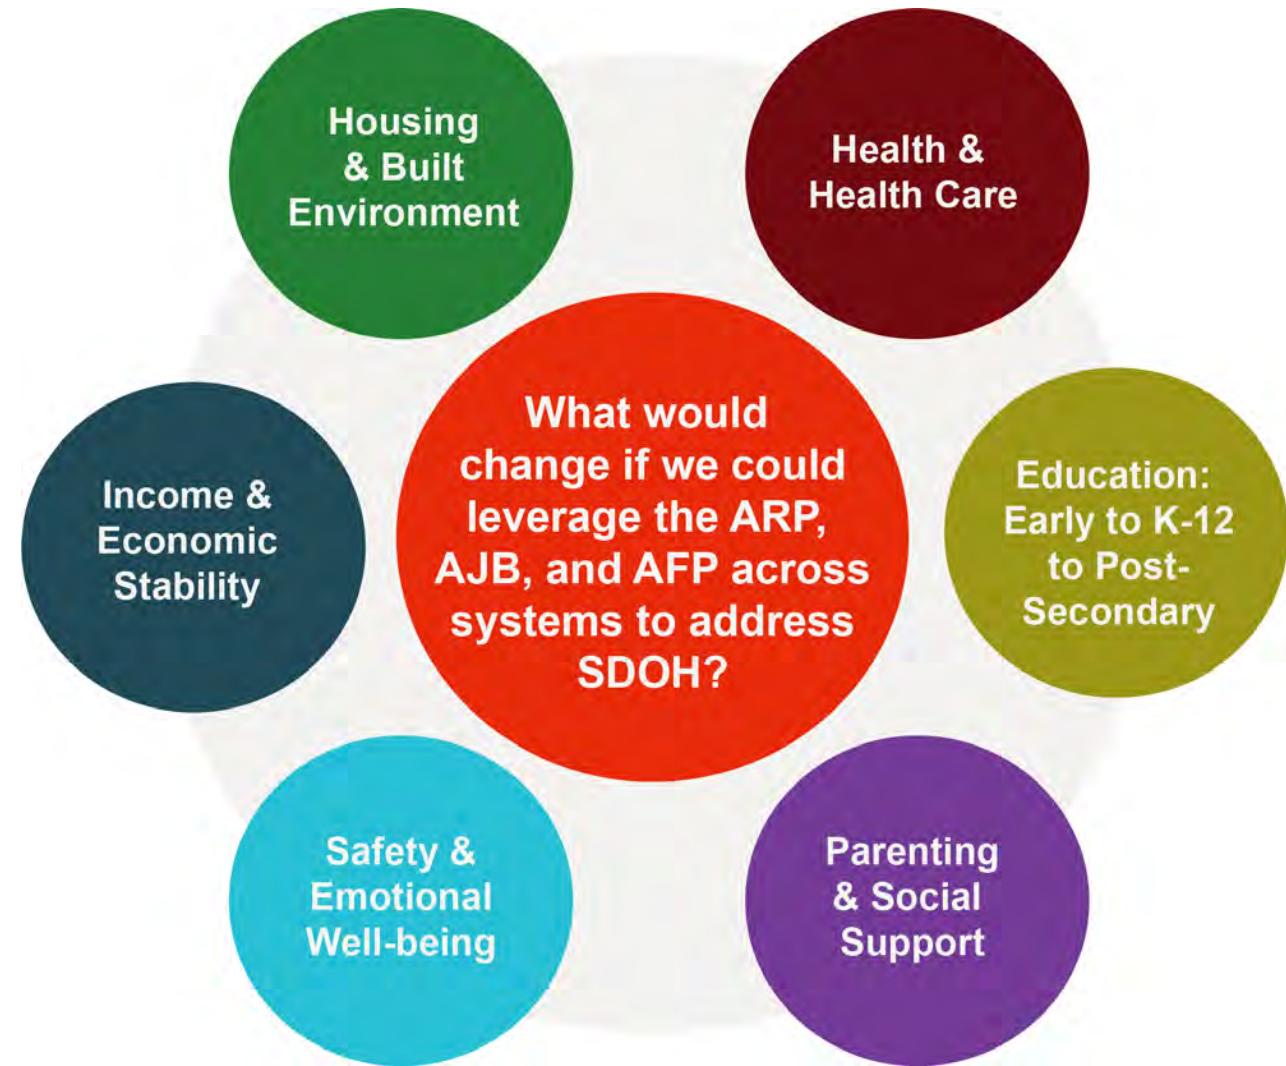 Housing
& Built
Environment
Health &
Health Care
What would
change if we could
leverage the ARP,
AJB, and AFP across
systems to address
SDOH?
Income &
Economic
Stability
Education:
Early to K-12
to Post-
Secondary
Safety &
Emotional
Well-being
Parenting
& Social
Support